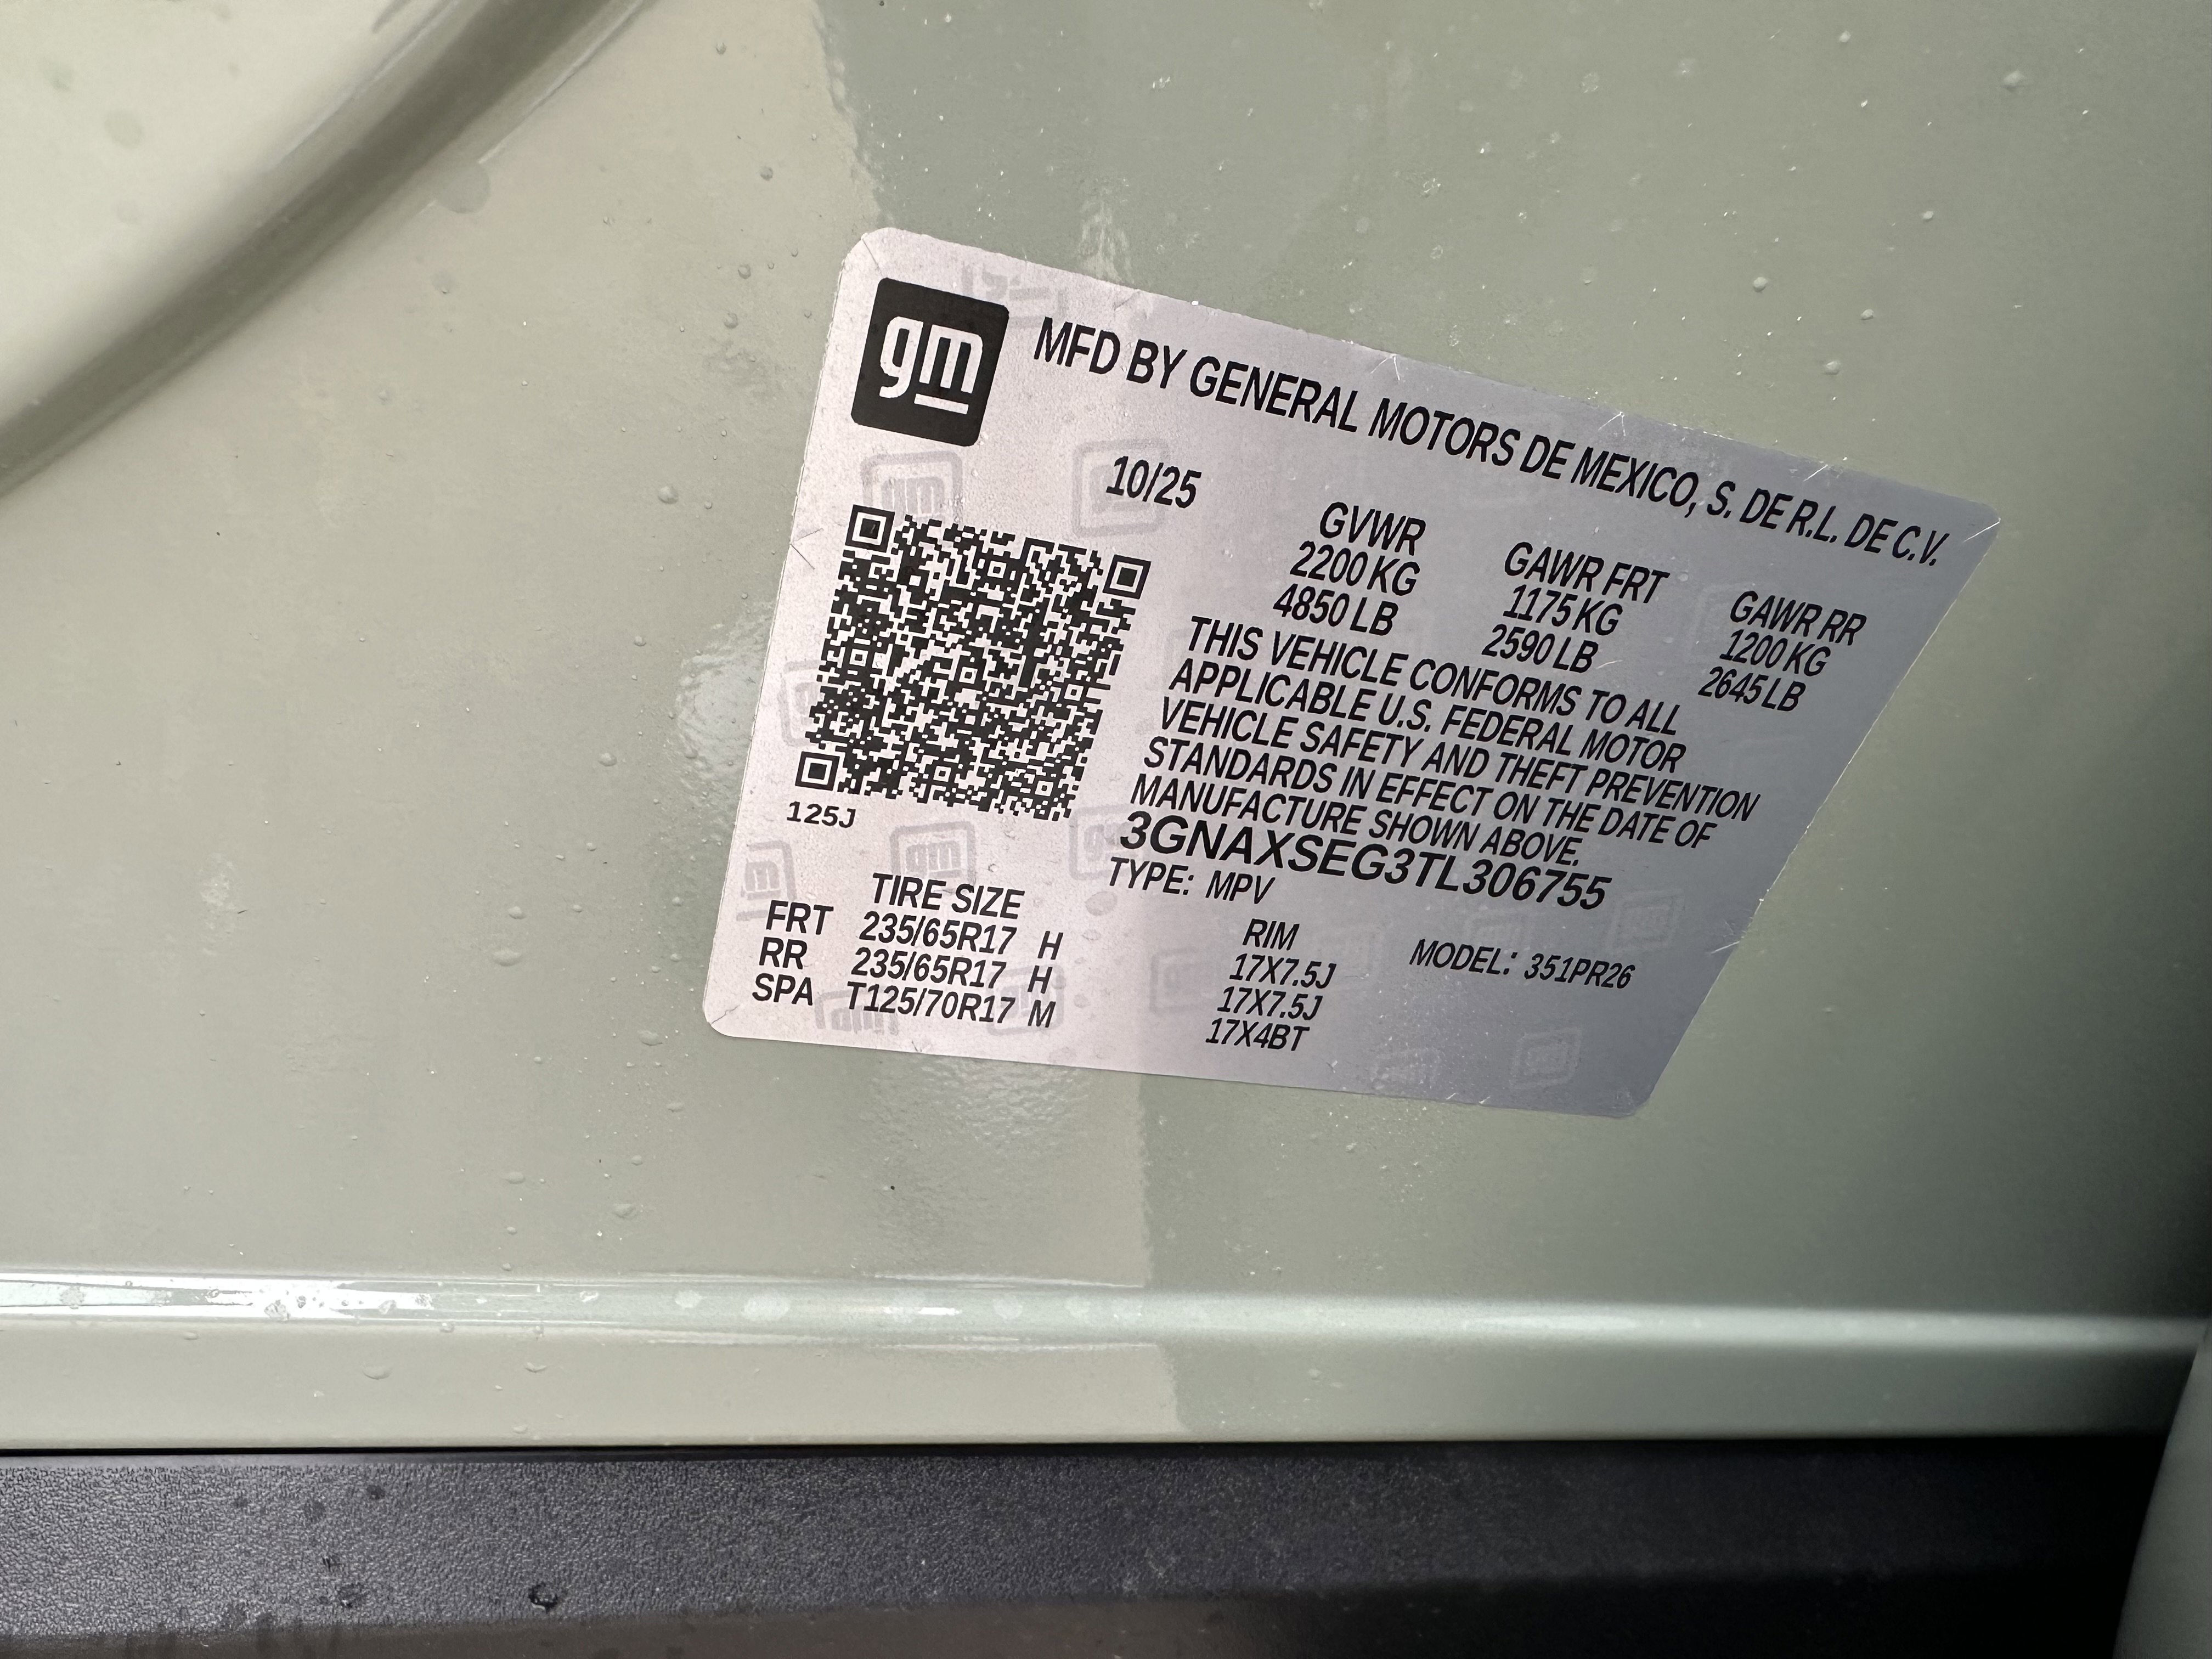 gm
MFD BY GENERAL MOTORS DE MEXICO, S. DE R.L. DE C.V.
10/25
GVWR GAWR FRT GAWR RR
2200 KG 1175 KG 1200 KG
4850 LB 2590 LB 2645 LB
THIS VEHICLE CONFORMS TO ALL
APPLICABLE U.S. FEDERAL MOTOR
VEHICLE SAFETY AND THEFT PREVENTION
STANDARDS IN EFFECT ON THE DATE OF
MANUFACTURE SHOWN ABOVE.
3GNAXSEG3TL306755
125J
TYPE: MPV MODEL: 351PR26
TIRE SIZE RIM
FRT 235/65R17 H 17X7.5J
RR 235/65R17 H 17X7.5J
SPA T125/70R17 M 17X4BT